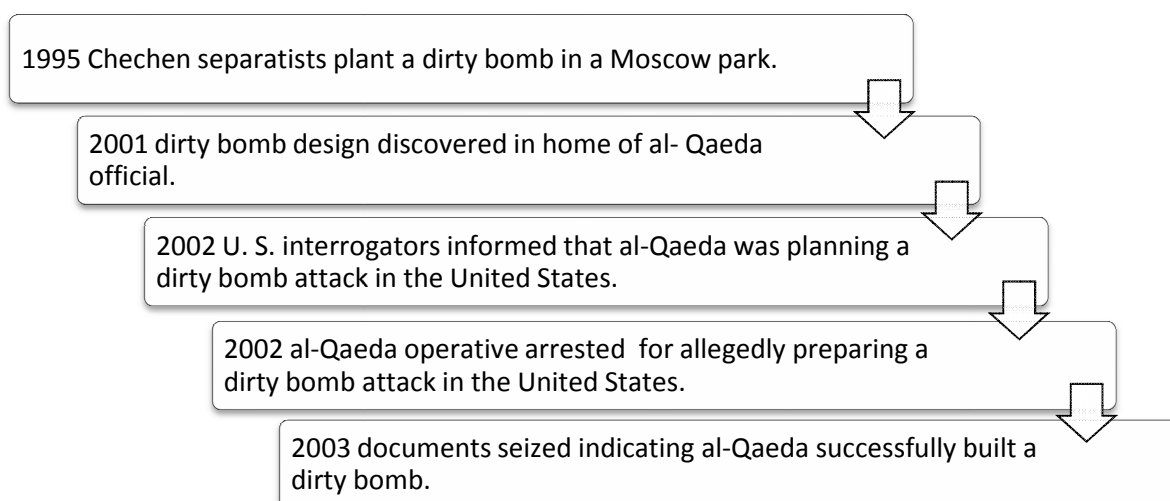 1995 Chechen separatists plant a dirty bomb in a Moscow park.
2001 dirty bomb design discovered in home of al- Qaeda
official.
2002 U. S. interrogators informed that al-Qaeda was planning a
dirty bomb attack in the United States.
2002 al-Qaeda operative arrested  for allegedly preparing a
dirty bomb attack in the United States.
2003 documents seized indicating al-Qaeda successfully built a
dirty bomb.